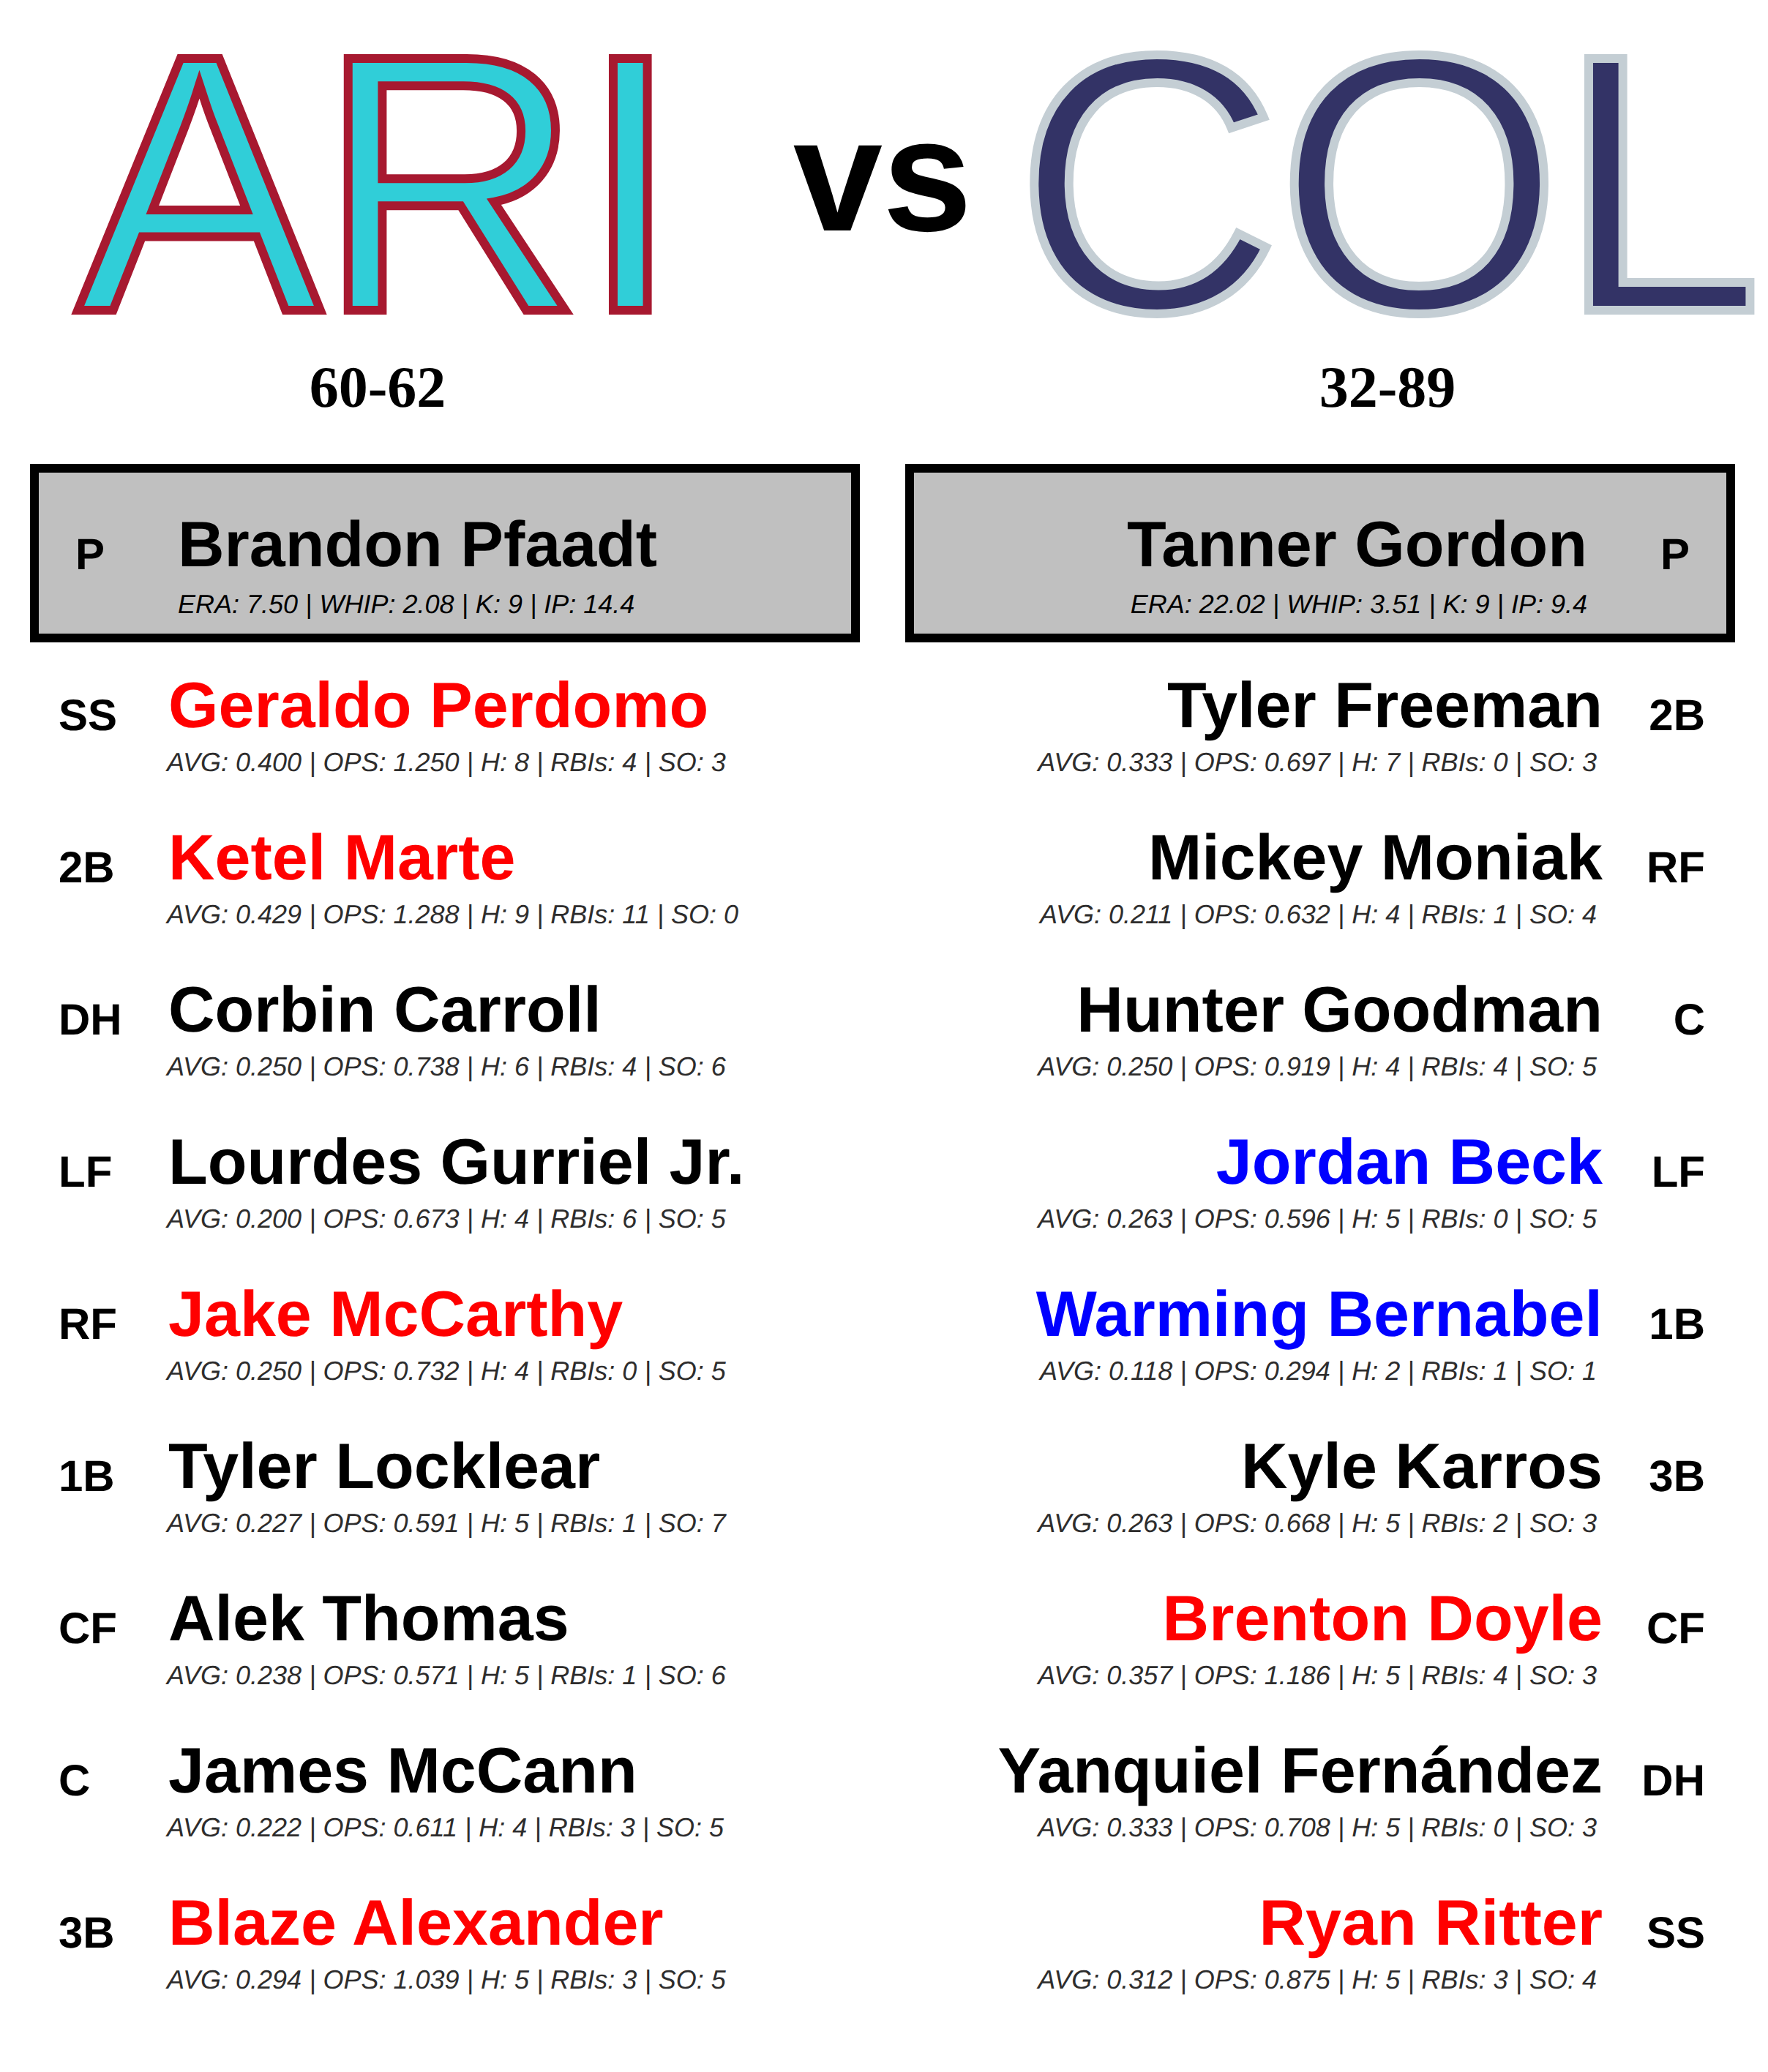 ARI vs COL
60-62 32-89
P Brandon Pfaadt
ERA: 7.50 | WHIP: 2.08 | K: 9 | IP: 14.4
Tanner Gordon P
ERA: 22.02 | WHIP: 3.51 | K: 9 | IP: 9.4
SS Geraldo Perdomo
AVG: 0.400 | OPS: 1.250 | H: 8 | RBIs: 4 | SO: 3
2B Ketel Marte
AVG: 0.429 | OPS: 1.288 | H: 9 | RBIs: 11 | SO: 0
DH Corbin Carroll
AVG: 0.250 | OPS: 0.738 | H: 6 | RBIs: 4 | SO: 6
LF Lourdes Gurriel Jr.
AVG: 0.200 | OPS: 0.673 | H: 4 | RBIs: 6 | SO: 5
RF Jake McCarthy
AVG: 0.250 | OPS: 0.732 | H: 4 | RBIs: 0 | SO: 5
1B Tyler Locklear
AVG: 0.227 | OPS: 0.591 | H: 5 | RBIs: 1 | SO: 7
CF Alek Thomas
AVG: 0.238 | OPS: 0.571 | H: 5 | RBIs: 1 | SO: 6
C James McCann
AVG: 0.222 | OPS: 0.611 | H: 4 | RBIs: 3 | SO: 5
3B Blaze Alexander
AVG: 0.294 | OPS: 1.039 | H: 5 | RBIs: 3 | SO: 5
Tyler Freeman 2B
AVG: 0.333 | OPS: 0.697 | H: 7 | RBIs: 0 | SO: 3
Mickey Moniak RF
AVG: 0.211 | OPS: 0.632 | H: 4 | RBIs: 1 | SO: 4
Hunter Goodman C
AVG: 0.250 | OPS: 0.919 | H: 4 | RBIs: 4 | SO: 5
Jordan Beck LF
AVG: 0.263 | OPS: 0.596 | H: 5 | RBIs: 0 | SO: 5
Warming Bernabel 1B
AVG: 0.118 | OPS: 0.294 | H: 2 | RBIs: 1 | SO: 1
Kyle Karros 3B
AVG: 0.263 | OPS: 0.668 | H: 5 | RBIs: 2 | SO: 3
Brenton Doyle CF
AVG: 0.357 | OPS: 1.186 | H: 5 | RBIs: 4 | SO: 3
Yanquiel Fernández DH
AVG: 0.333 | OPS: 0.708 | H: 5 | RBIs: 0 | SO: 3
Ryan Ritter SS
AVG: 0.312 | OPS: 0.875 | H: 5 | RBIs: 3 | SO: 4